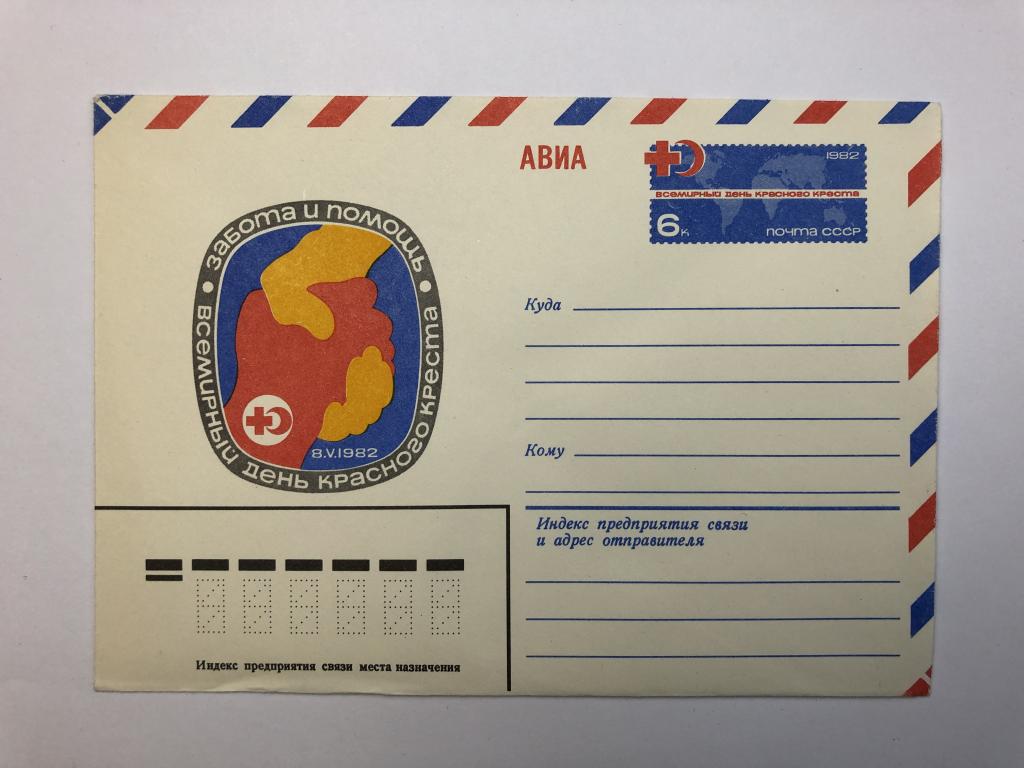 АВИА
1982
ВСЕМИРНЫЙ ДЕНЬ КРАСНОГО КРЕСТА
6к ПОЧТА СССР
ЗАБОТА И ПОМОЩЬ
• ВСЕМИРНЫЙ ДЕНЬ КРАСНОГО КРЕСТА •
8.V.1982
Куда
Кому
Индекс предприятия связи
и адрес отправителя
Индекс предприятия связи места назначения